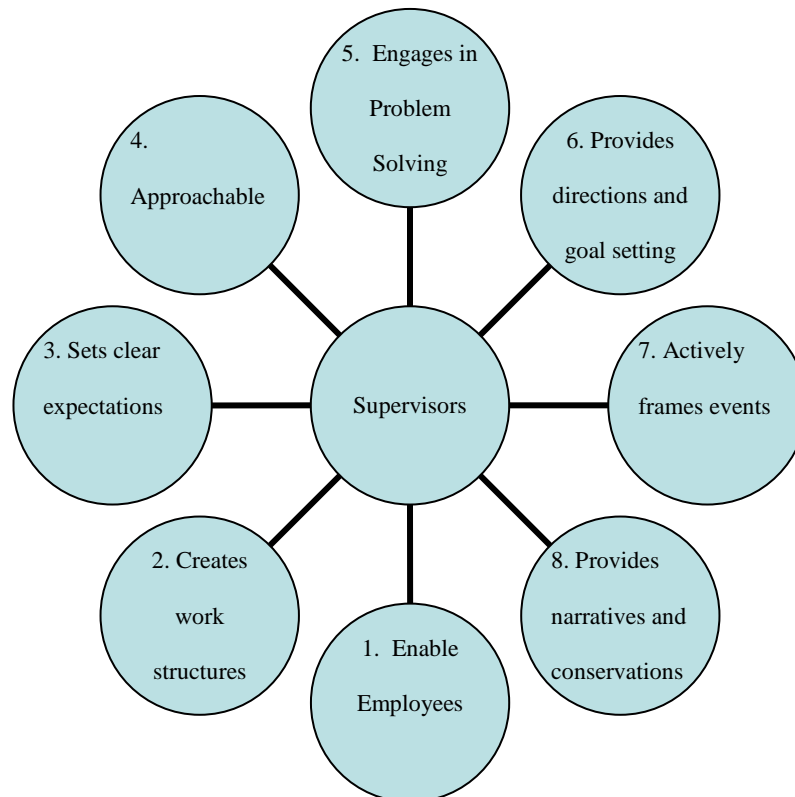 5. Engages in
Problem
Solving
4.
Approachable
6. Provides
directions and
goal setting
3. Sets clear
expectations
Supervisors
7. Actively
frames events
2. Creates
work
structures
8. Provides
narratives and
conservations
1. Enable
Employees